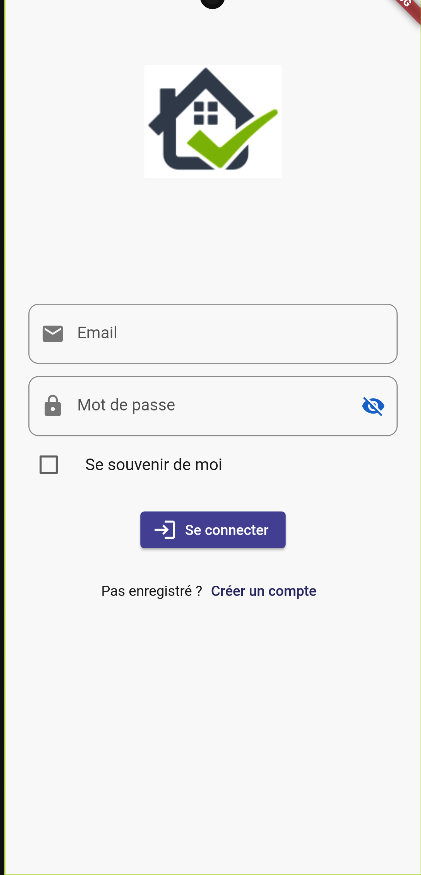 Email
Mot de passe
Se souvenir de moi
Se connecter
Pas enregistré ? Créer un compte